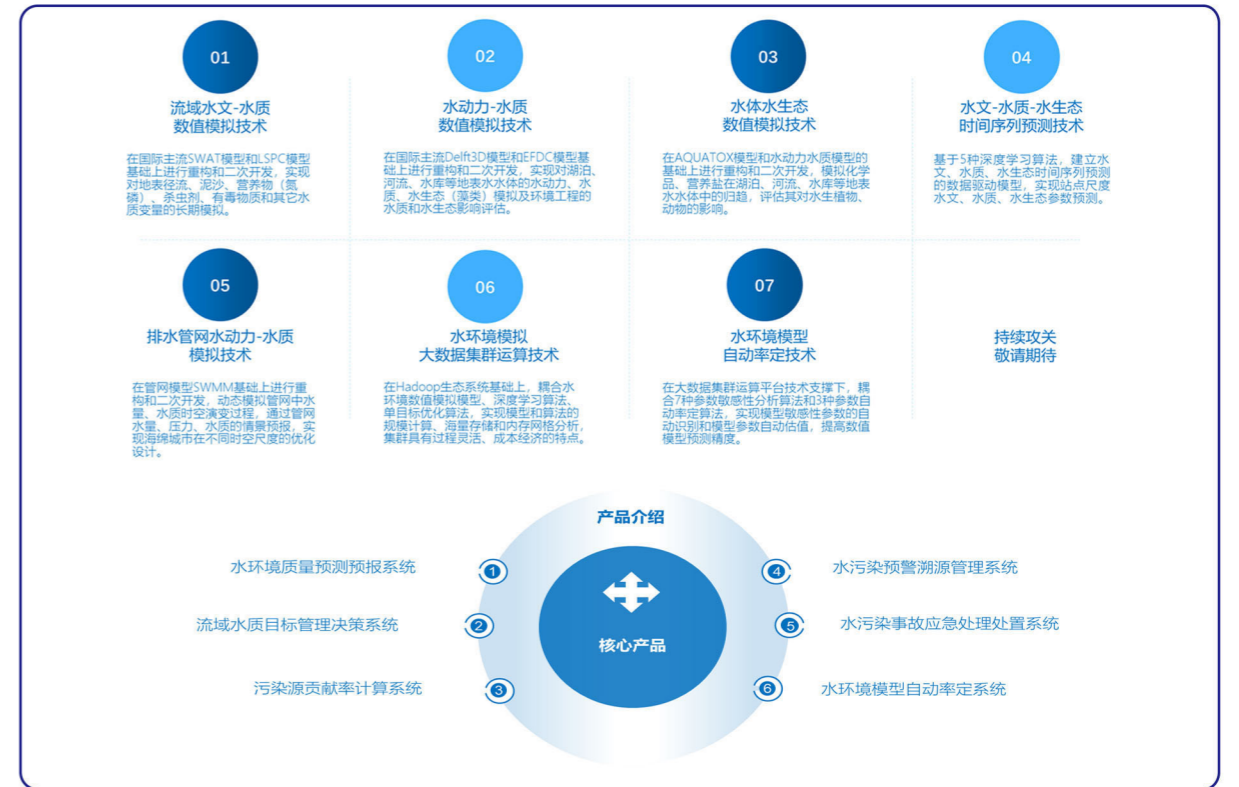 01
流域水文-水质
数值模拟技术
在国际主流SWAT模型和LSPC模型
基础上进行重构和二次开发，实现
对地表径流、泥沙、营养物（氮
磷）、杀虫剂、有毒物质和其它水
质变量的长期模拟。
02
水动力-水质
数值模拟技术
在国际主流Delft3D模型和EFDC模型基
础上进行重构和二次开发，实现对湖泊、
河流、水库等地表水水体的水动力、水
质、水生态（藻类）模拟及环境工程的
水质和水生态影响评估。
03
水体水生态
数值模拟技术
在AQUATOX模型和水动力水质模型的
基础上进行重构和二次开发，模拟化学
品、营养盐在湖泊、河流、水库等地表
水水体中的归趋，评估其对水生植物、
动物的影响。
04
水文-水质-水生态
时间序列预测技术
基于5种深度学习算法，建立水
文、水质、水生态时间序列预测
的数据驱动模型，实现站点尺度
水文、水质、水生态参数预测。
05
排水管网水动力-水质
模拟技术
在管网模型SWMM基础上进行重
构和二次开发，动态模拟管网中水
量、水质时空演变过程，通过管网
水量、压力、水质的情景预报，实
现海绵城市在不同时空尺度的优化
设计。
06
水环境模拟
大数据集群运算技术
在Hadoop生态系统基础上，耦合水
环境数值模拟模型、深度学习算法、
单目标优化算法，实现模型和算法的
规模计算、海量存储和内存网格分析，
集群具有过程灵活、成本经济的特点。
07
水环境模型
自动率定技术
在大数据集群运算平台技术支撑下，耦
合7种参数敏感性分析算法和3种参数自
动率定算法，实现模型敏感性参数的自
动识别和模型参数自动估值，提高数值
模型预测精度。
持续攻关
敬请期待
产品介绍
核心产品
水环境质量预测预报系统
1
流域水质目标管理决策系统
2
污染源贡献率计算系统
3
4
水污染预警溯源管理系统
5
水污染事故应急处理处置系统
6
水环境模型自动率定系统